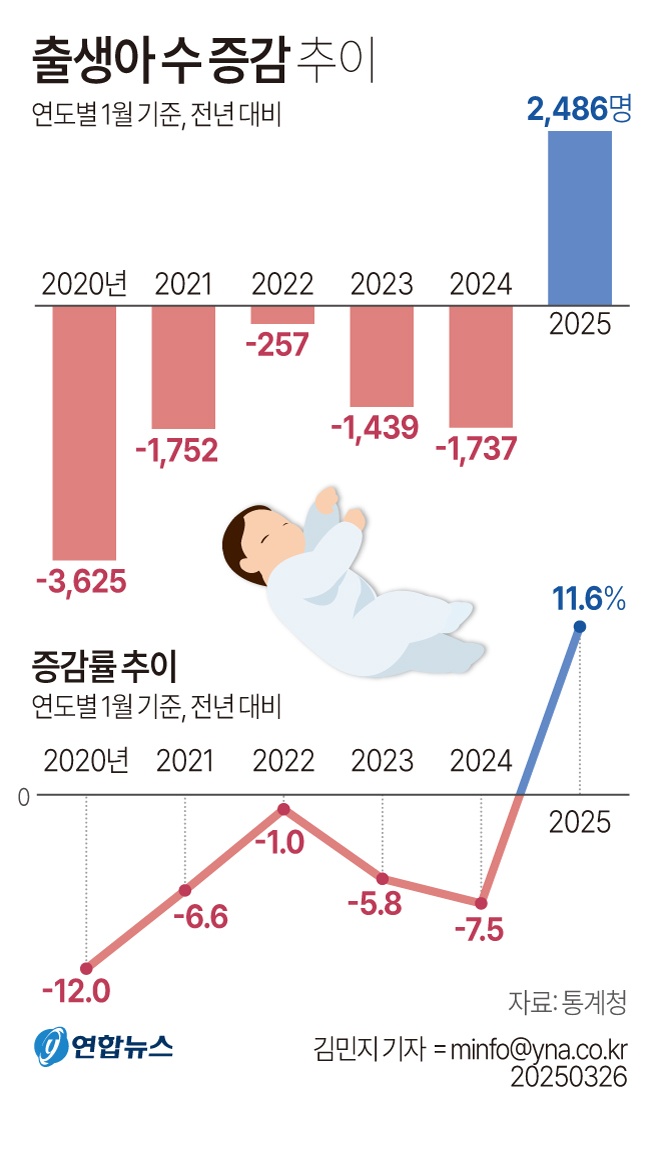 출생아 수 증감 추이
연도별 1월 기준, 전년 대비
2,486명
2020년 2021 2022 2023 2024
2025
-257
-1,439
-1,752
-1,737
-3,625
11.6%
증감률 추이
연도별 1월 기준, 전년 대비
2020년 2021 2022 2023 2024
0
2025
-1.0
-5.8
-6.6
-7.5
-12.0
자료: 통계청
y 연합뉴스
김민지 기자 = minfo@yna.co.kr
20250326